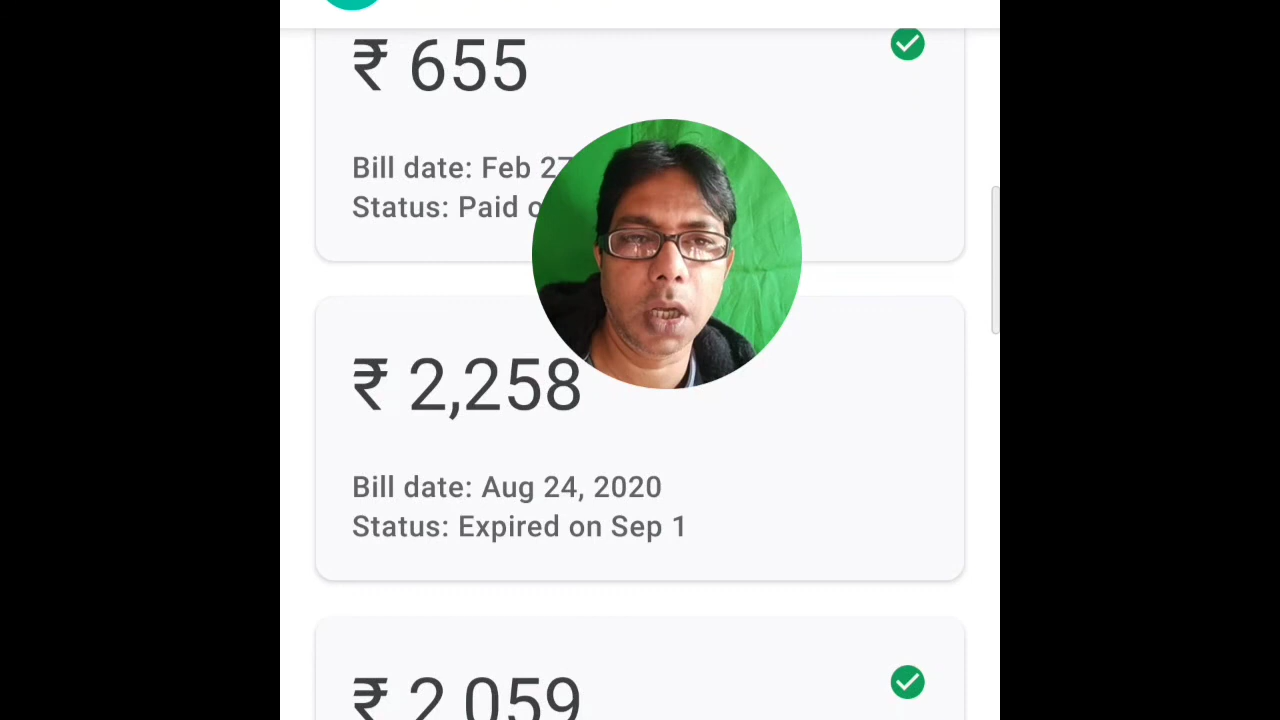 ₹ 655
Bill date: Feb 27
Status: Paid
₹ 2,258
Bill date: Aug 24, 2020
Status: Expired on Sep 1
₹ 2,059